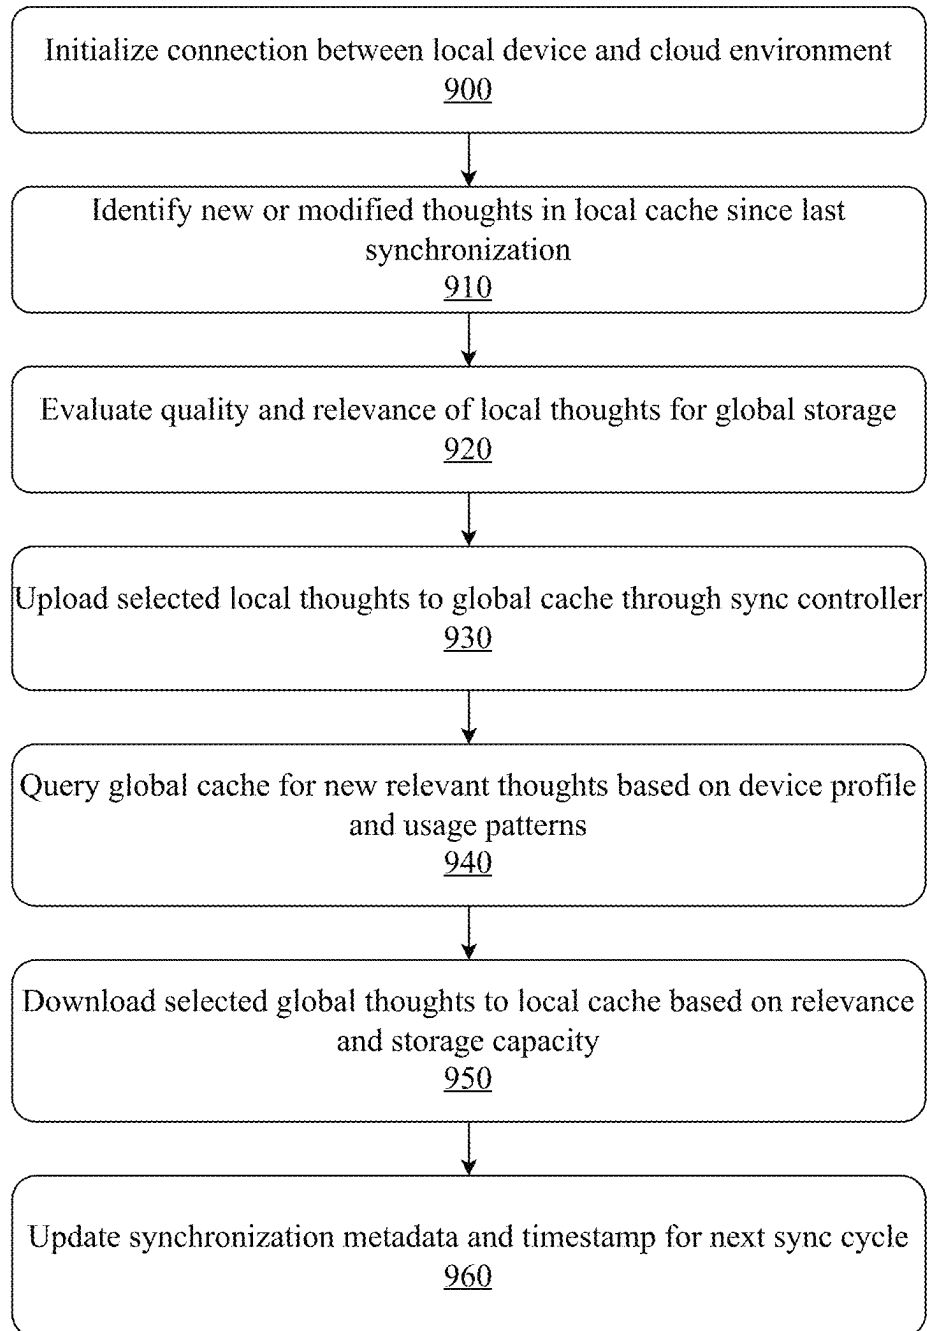 Initialize connection between local device and cloud environment
900
Identify new or modified thoughts in local cache since last
synchronization
910
Evaluate quality and relevance of local thoughts for global storage
920
Upload selected local thoughts to global cache through sync controller
930
Query global cache for new relevant thoughts based on device profile
and usage patterns
940
Download selected global thoughts to local cache based on relevance
and storage capacity
950
Update synchronization metadata and timestamp for next sync cycle
960